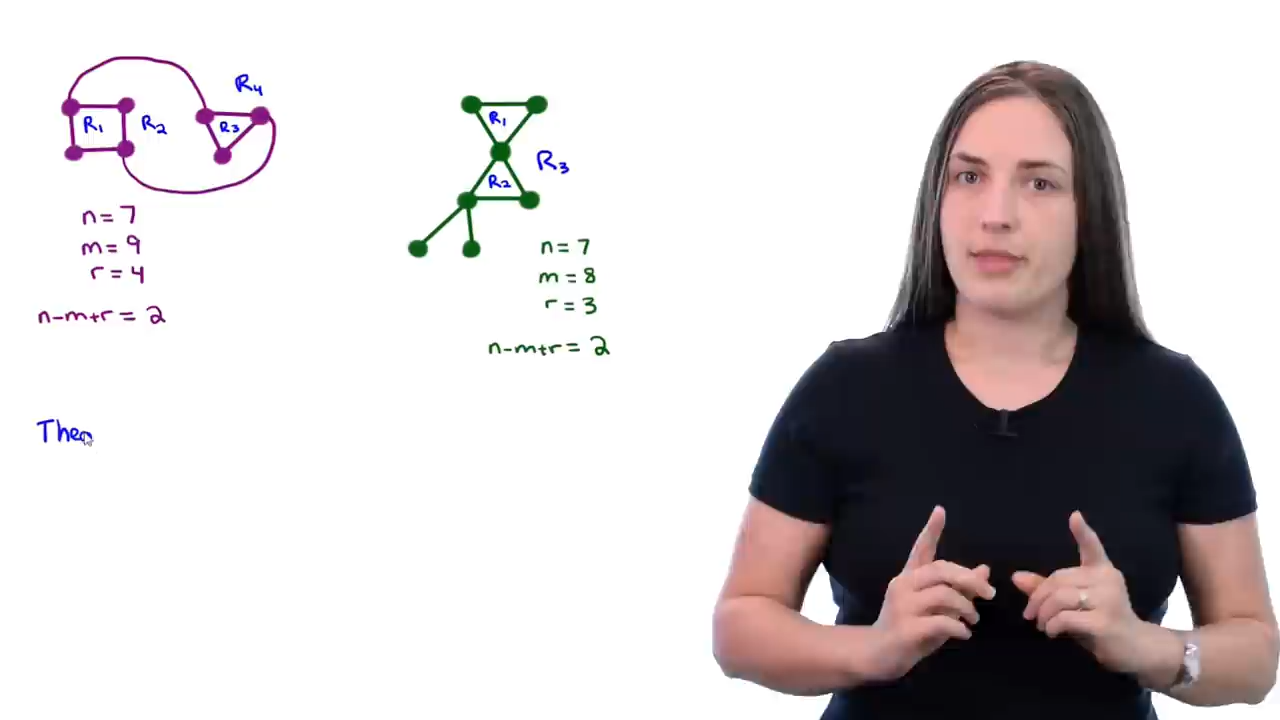 R₄
R₁ R₂ R₃
n = 7
m = 9
r = 4
n-m+r = 2
R₁
R₃
R₂
n = 7
m = 8
r = 3
n-m+r = 2
Theo